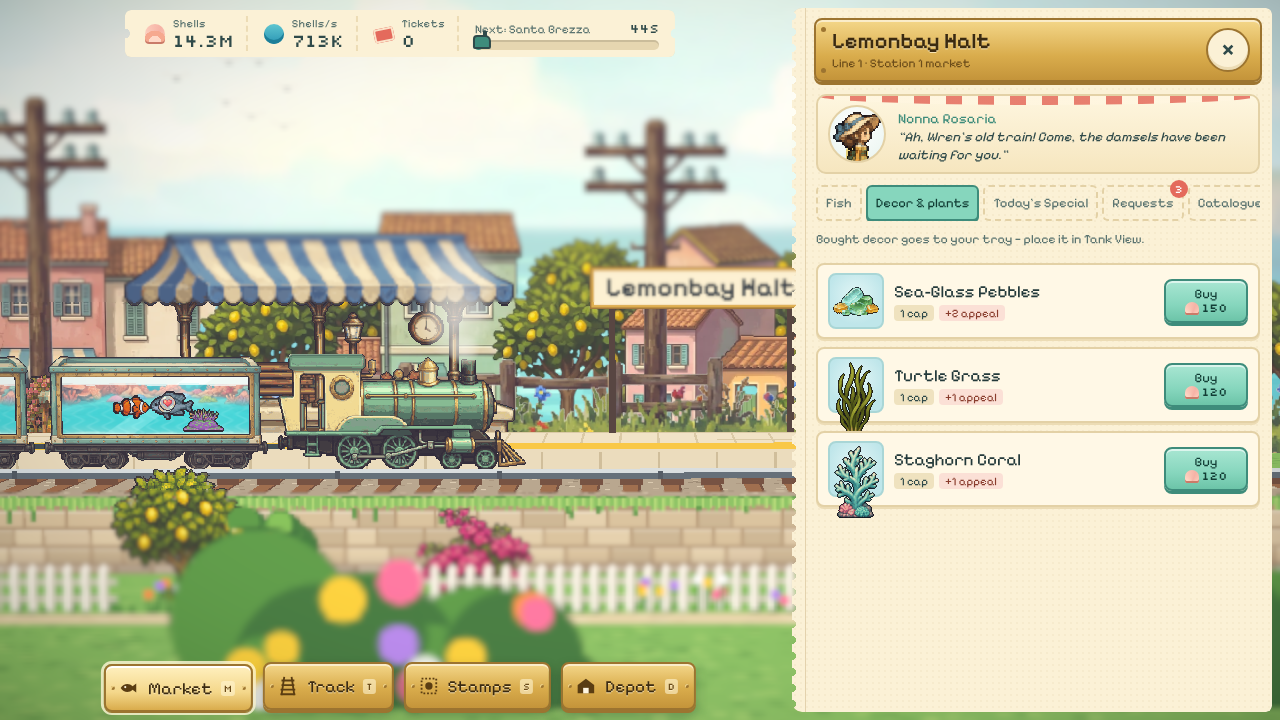 Shells
14.3M
Shells/s
713K
Tickets
0
Next: Santa Brezza
44S
Lemonbay Halt
Line 1 · Station 1 market
×
Nonna Rosaria
"Ah, Wren's old train! Come, the damsels have been
waiting for you."
Fish
Decor & plants
Today's Special
Requests
3
Catalogue
Bought decor goes to your tray – place it in Tank View.
Sea-Glass Pebbles
1 cap
+2 appeal
Buy
150
Turtle Grass
1 cap
+1 appeal
Buy
120
Staghorn Coral
1 cap
+1 appeal
Buy
120
Lemonbay Halt
Market M
Track T
Stamps S
Depot D